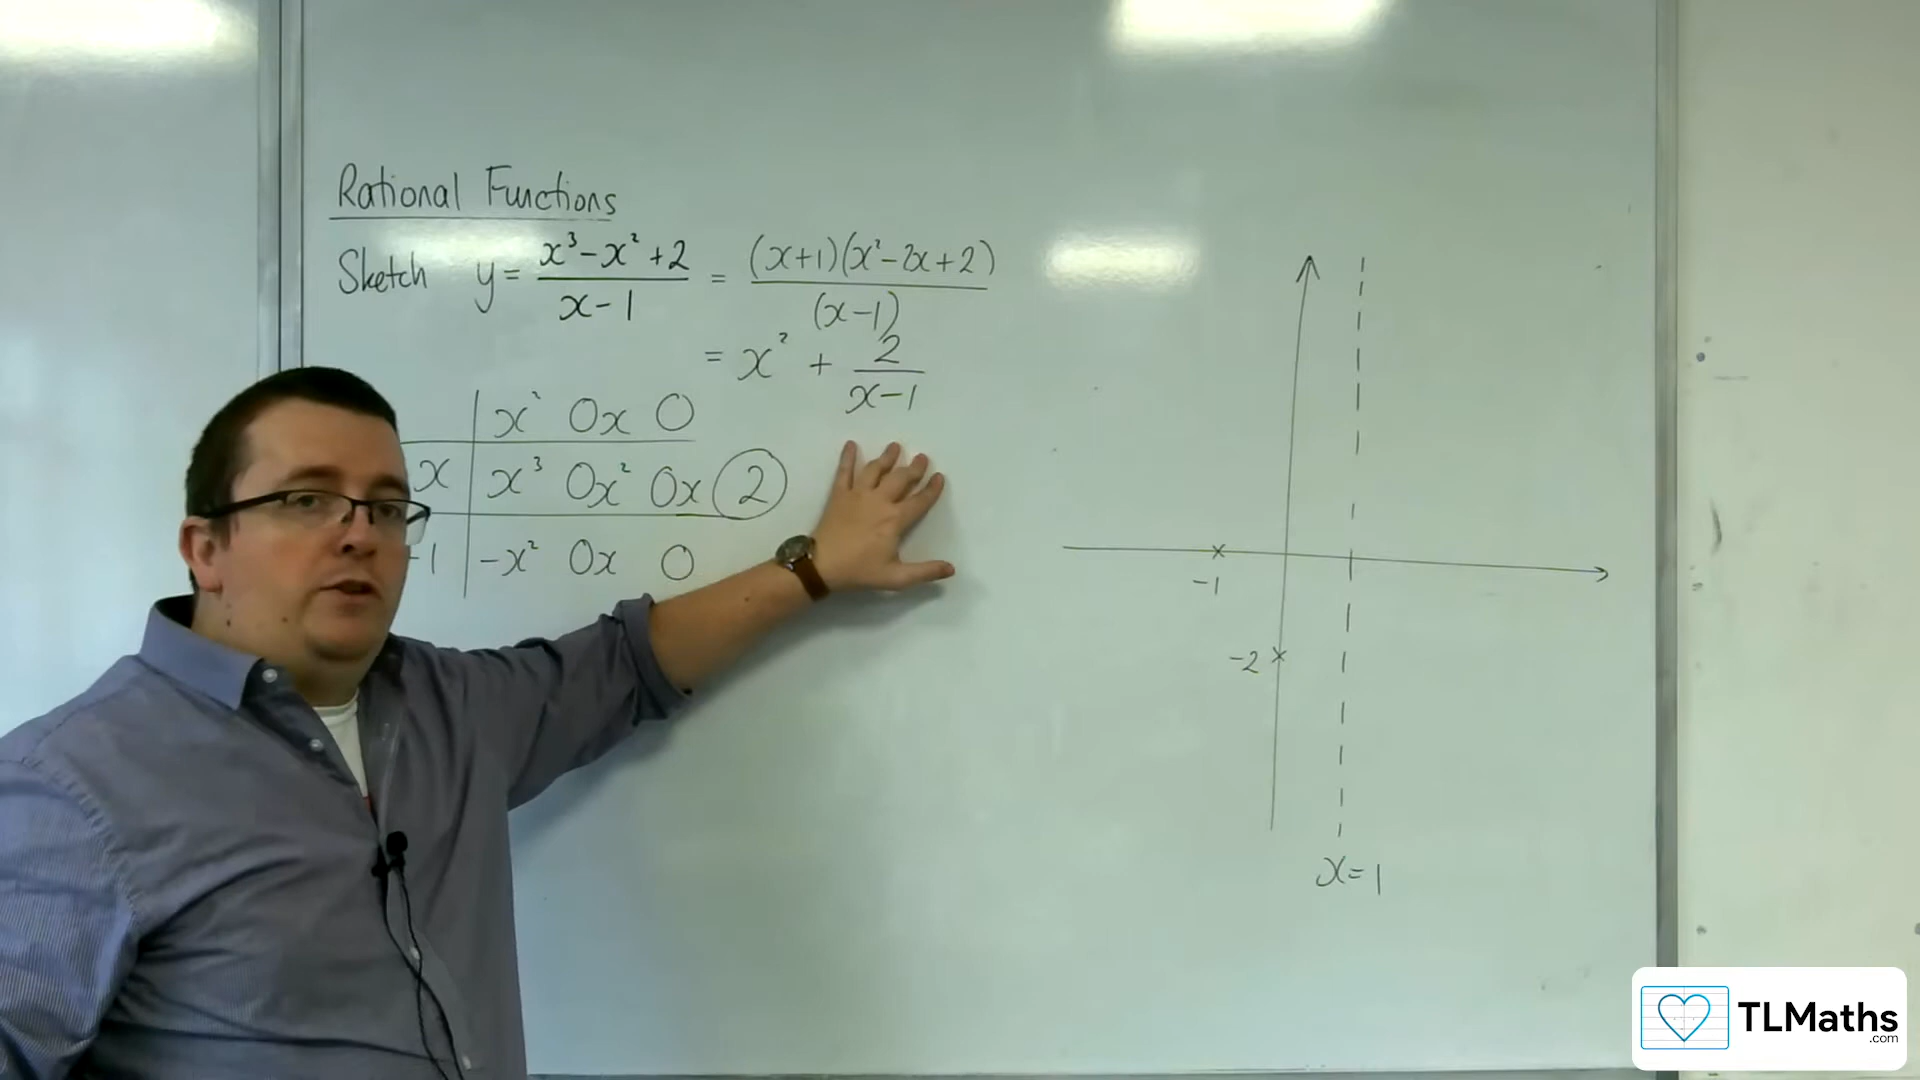 Rational Functions
Sketch y = (x³ - x² + 2)/(x - 1) = ((x+1)(x² - 2x + 2))/((x-1))
= x² + 2/(x-1)
x² 0x 0
x x³ 0x² 0x 2
-1 -x² 0x 0
-1
-2
x=1
TLMaths
.com